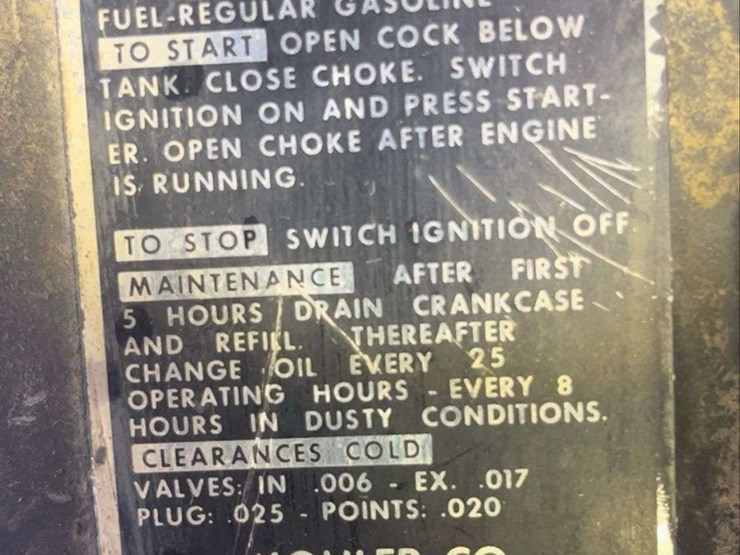 FUEL-REGULAR GASOLINE
TO START OPEN COCK BELOW
TANK. CLOSE CHOKE. SWITCH
IGNITION ON AND PRESS START-
ER. OPEN CHOKE AFTER ENGINE
IS RUNNING.
TO STOP SWITCH IGNITION OFF
MAINTENANCE AFTER FIRST
5 HOURS DRAIN CRANKCASE
AND REFILL. THEREAFTER
CHANGE OIL EVERY 25
OPERATING HOURS - EVERY 8
HOURS IN DUSTY CONDITIONS.
CLEARANCES COLD
VALVES: IN .006 - EX. .017
PLUG: .025 - POINTS: .020